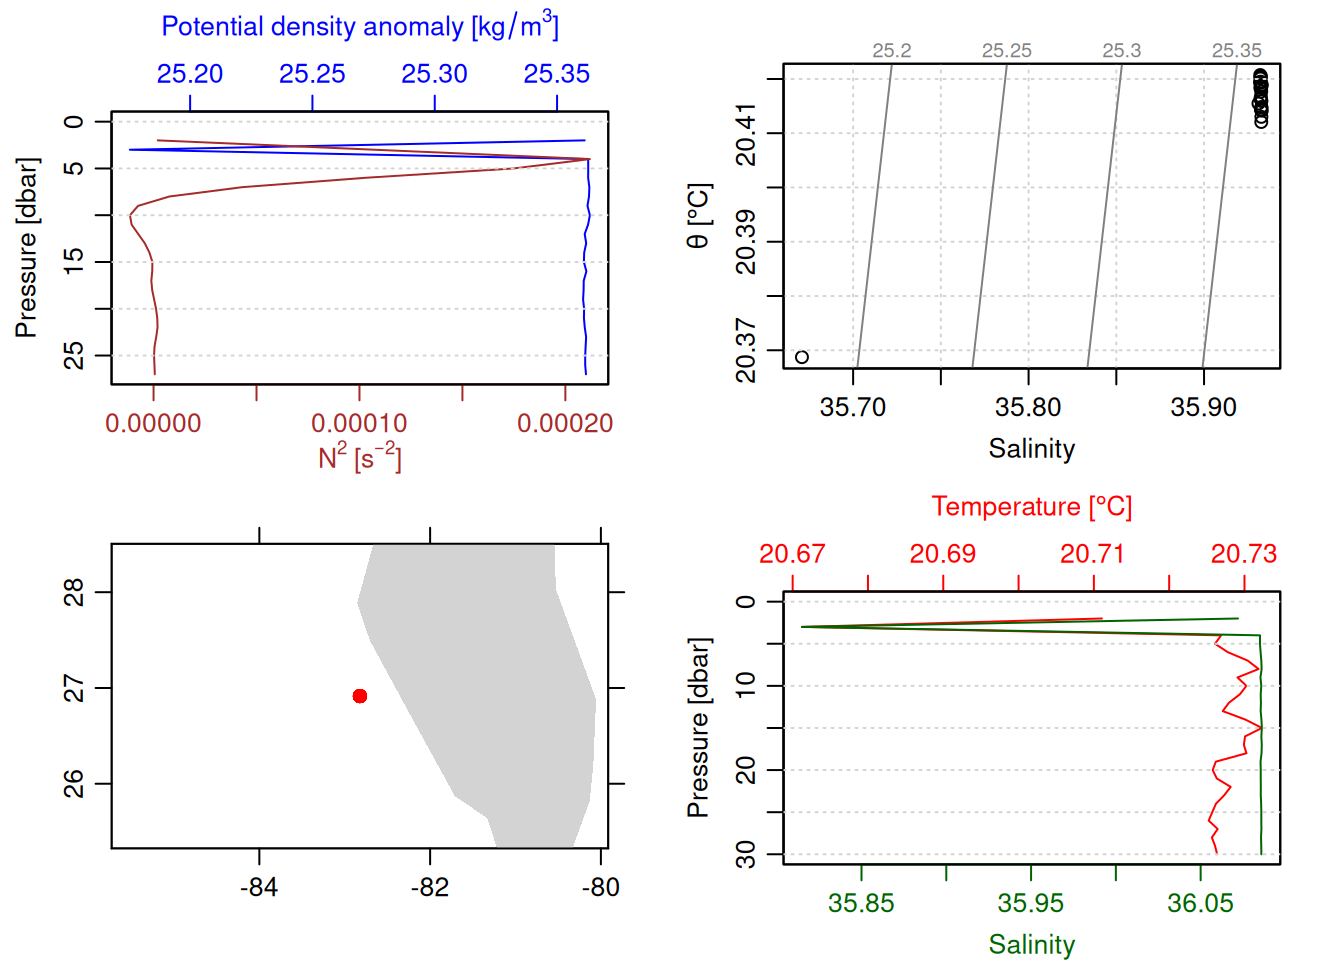 Potential density anomaly [kg/m³]
25.20 25.25 25.30 25.35
0
5
15
25
Pressure [dbar]
0.00000 0.00010 0.00020
N² [s⁻²]
25.2 25.25 25.3 25.35
20.41
20.39
20.37
θ [°C]
35.70 35.80 35.90
Salinity
28
27
26
-84 -82 -80
Temperature [°C]
20.67 20.69 20.71 20.73
0
10
20
30
Pressure [dbar]
35.85 35.95 36.05
Salinity